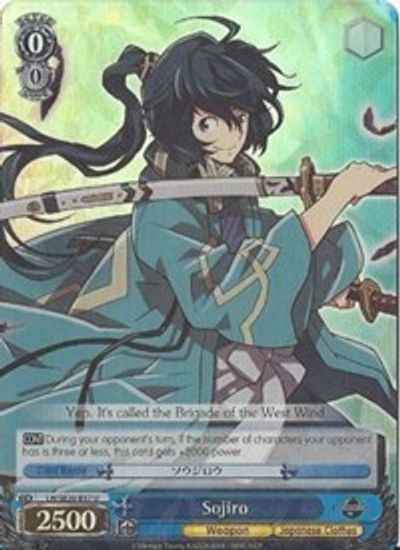 0
0
Yep. It's called the Brigade of the West Wind
CONT During your opponent's turn, if the number of characters your opponent
has is three or less, this card gets +2000 power.
ソウジロウ
2500
Sojiro
Weapon
Japanese Clothes